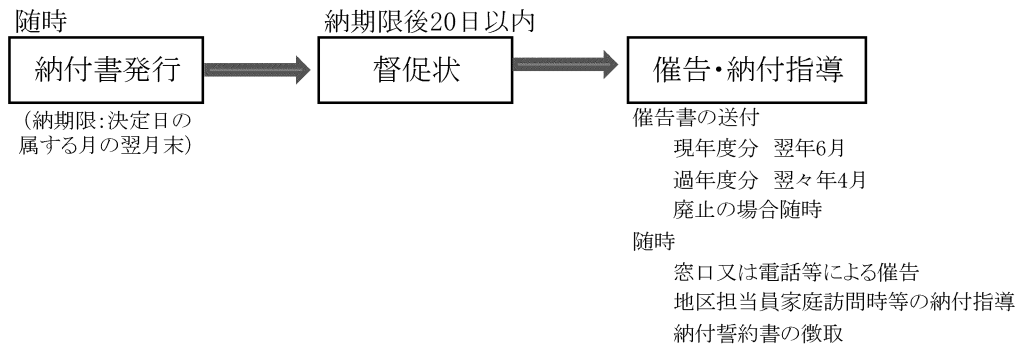 随時
納期限後20日以内
納付書発行
督促状
催告・納付指導
（納期限：決定日の
属する月の翌月末）
催告書の送付
現年度分　翌年6月
過年度分　翌々年4月
廃止の場合随時
随時
窓口又は電話等による催告
地区担当員家庭訪問時等の納付指導
納付誓約書の徴取